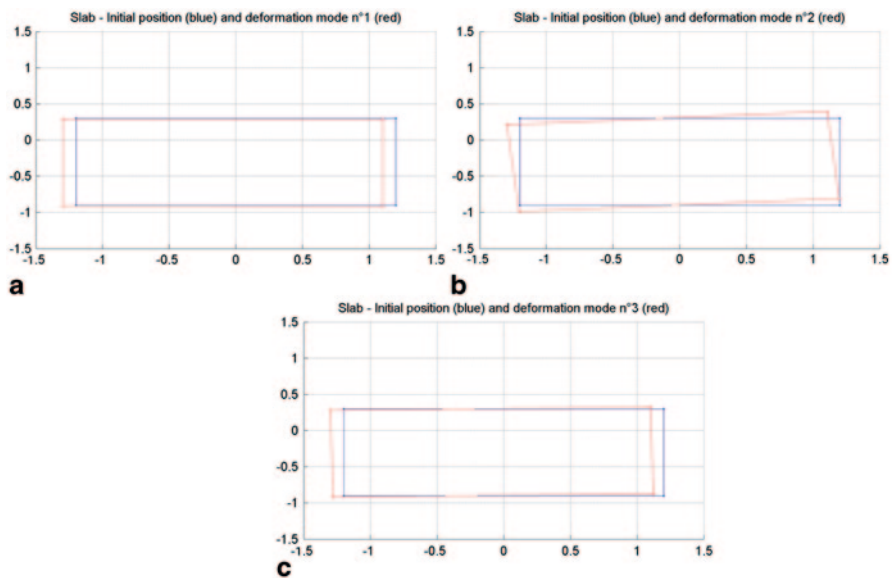 Slab - Initial position (blue) and deformation mode n°1 (red)
1.5
1
0.5
0
-0.5
-1
-1.5
-1.5 -1 -0.5 0 0.5 1 1.5
a
Slab - Initial position (blue) and deformation mode n°2 (red)
1.5
1
0.5
0
-0.5
-1
-1.5
-1.5 -1 -0.5 0 0.5 1 1.5
b
Slab - Initial position (blue) and deformation mode n°3 (red)
1.5
1
0.5
0
-0.5
-1
-1.5
-1.5 -1 -0.5 0 0.5 1 1.5
c